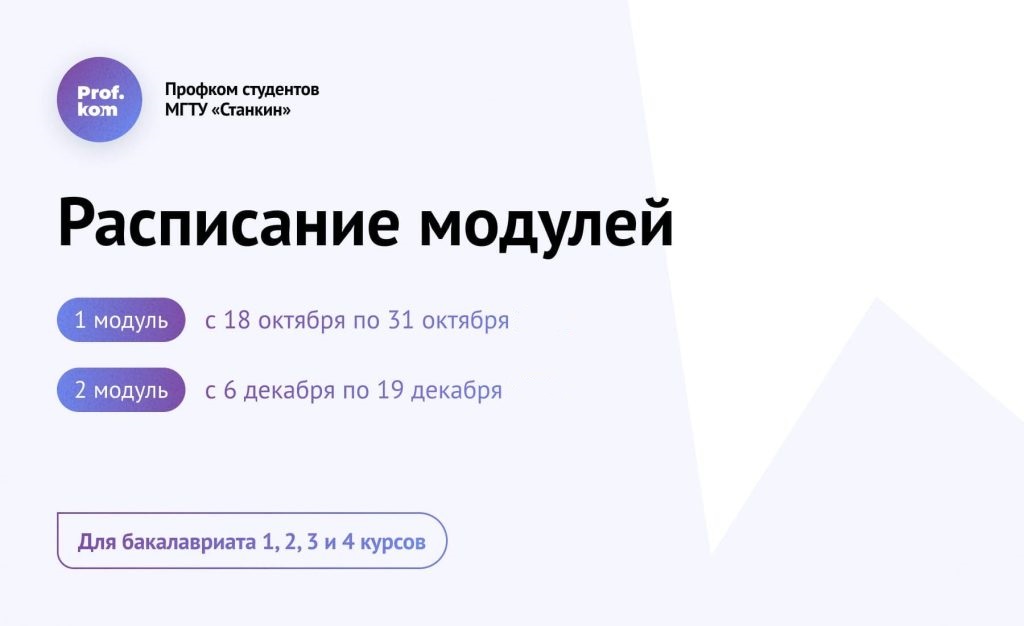 Prof.
kom
Профком студентов
МГТУ «Станкин»
Расписание модулей
1 модуль с 18 октября по 31 октября
2 модуль с 6 декабря по 19 декабря
Для бакалавриата 1, 2, 3 и 4 курсов